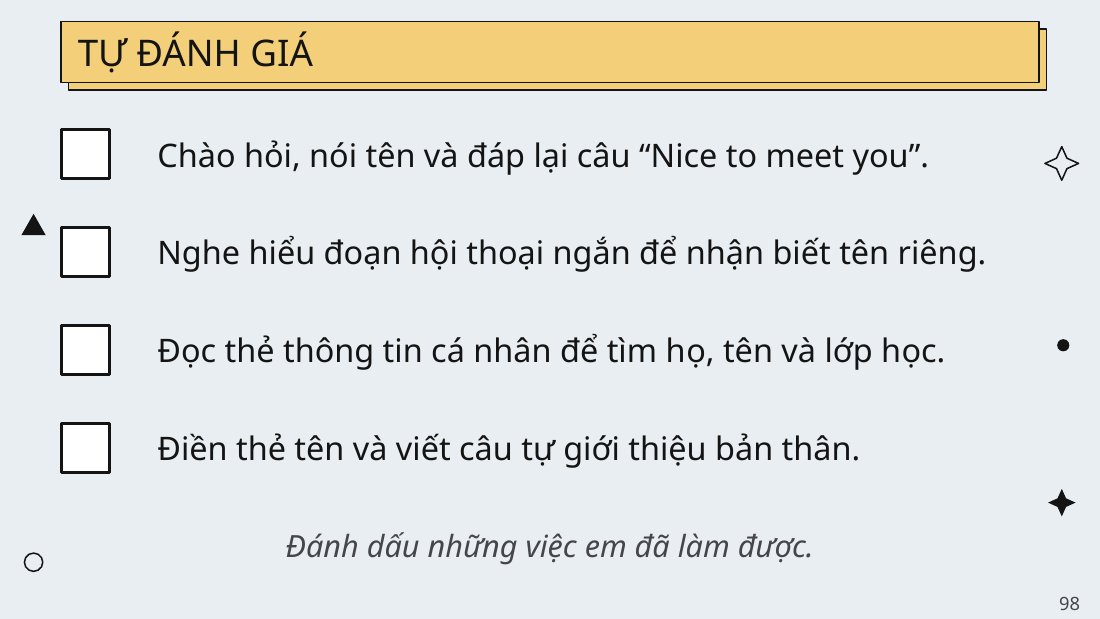 TỰ ĐÁNH GIÁ
Chào hỏi, nói tên và đáp lại câu “Nice to meet you”.
Nghe hiểu đoạn hội thoại ngắn để nhận biết tên riêng.
Đọc thẻ thông tin cá nhân để tìm họ, tên và lớp học.
Điền thẻ tên và viết câu tự giới thiệu bản thân.
Đánh dấu những việc em đã làm được.
98